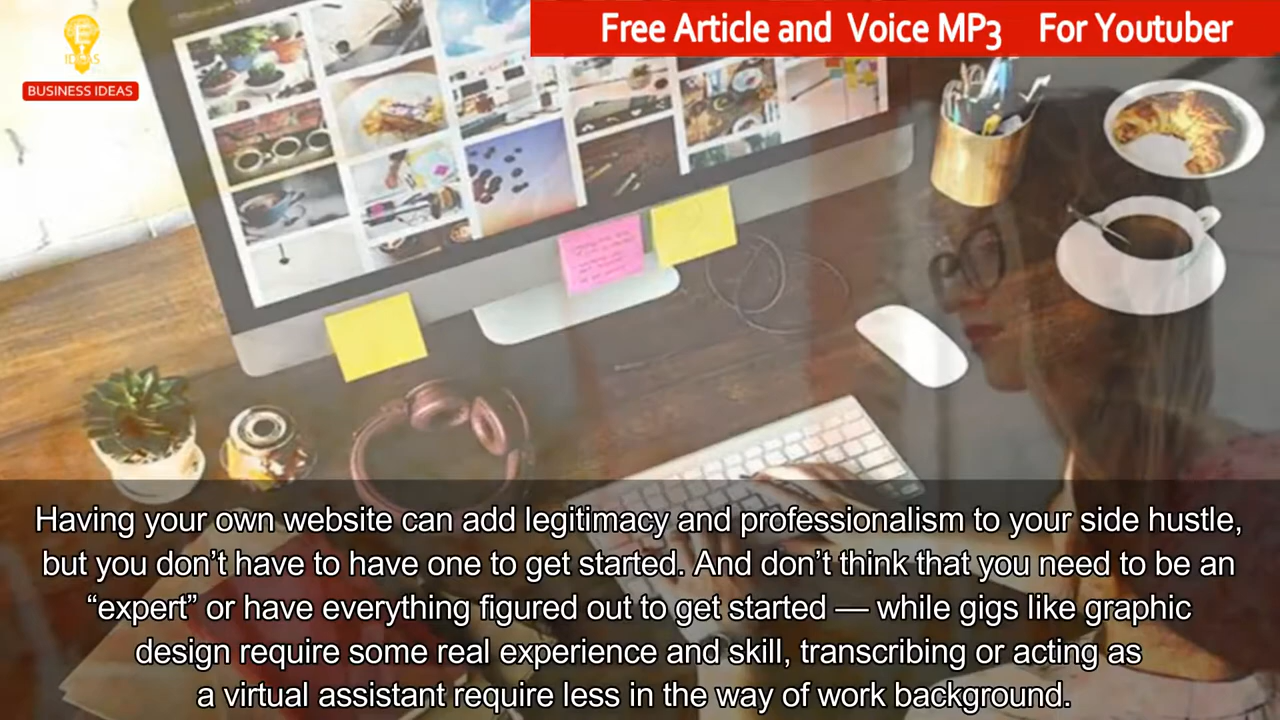 Free Article and Voice MP3 For Youtuber
IDEAS
BUSINESS IDEAS
Having your own website can add legitimacy and professionalism to your side hustle,
but you don’t have to have one to get started. And don’t think that you need to be an
“expert” or have everything figured out to get started — while gigs like graphic
design require some real experience and skill, transcribing or acting as
a virtual assistant require less in the way of work background.